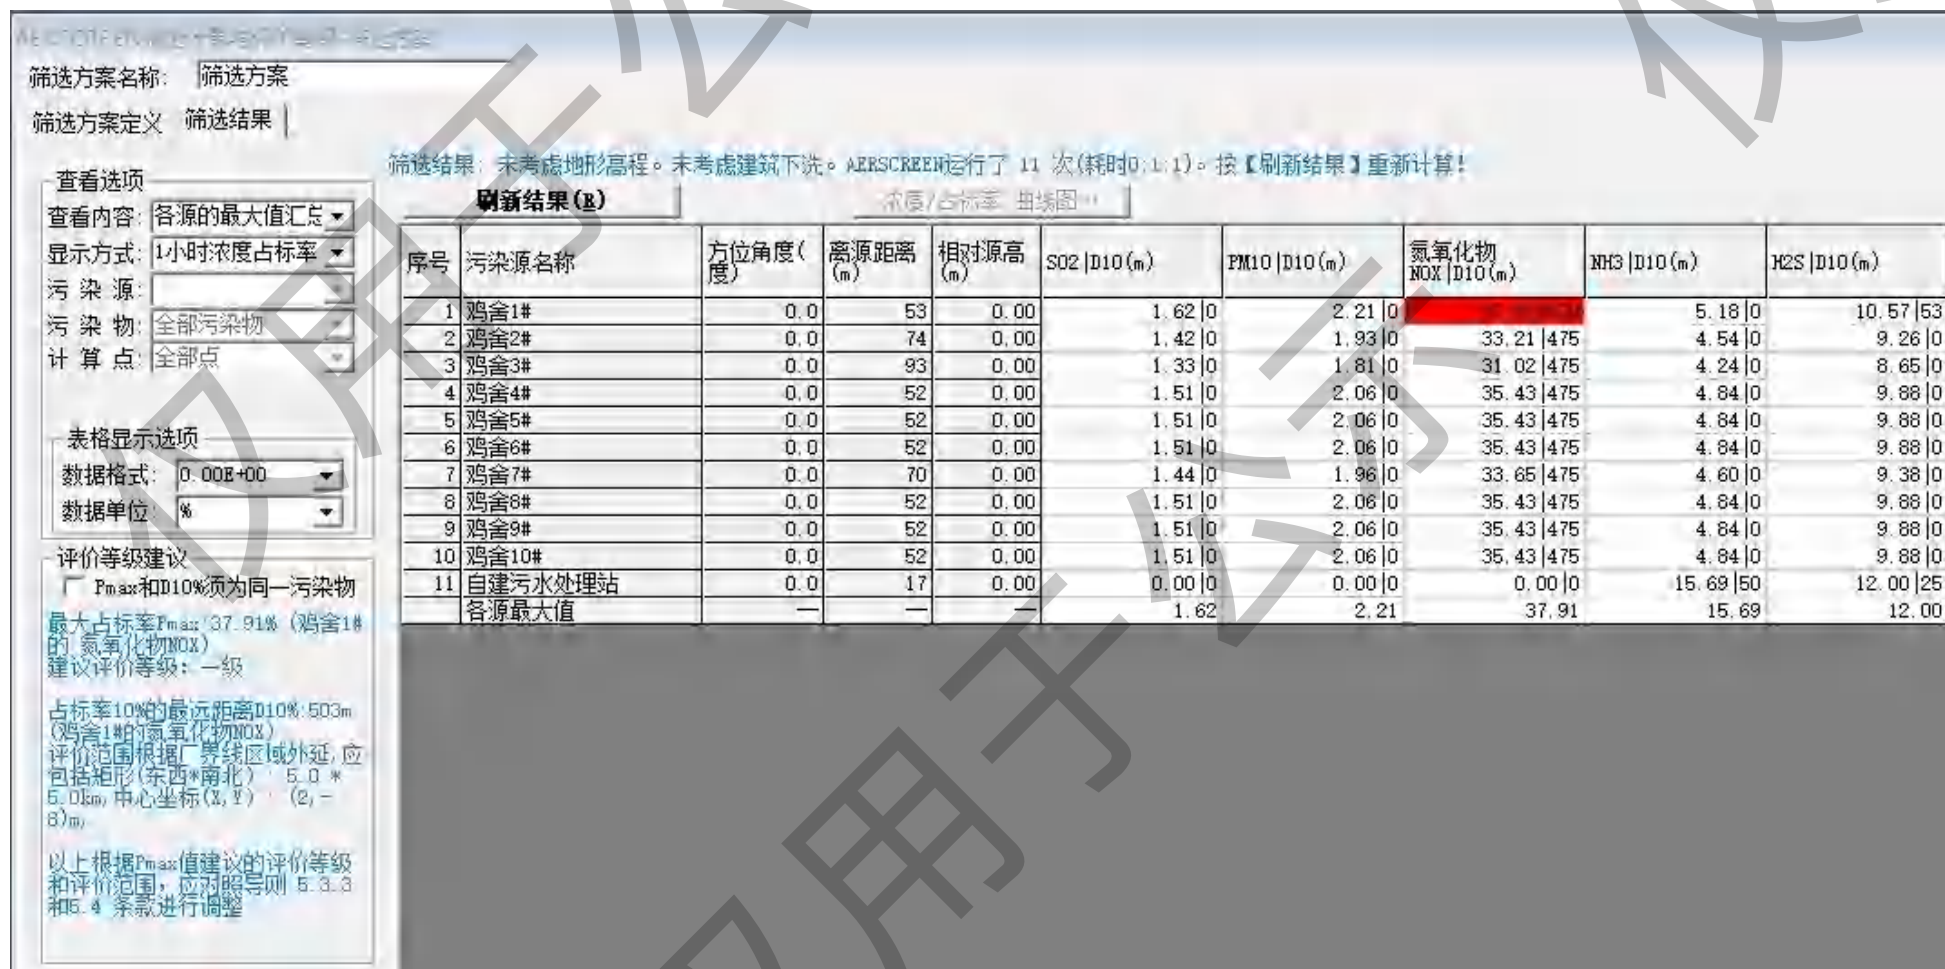 筛选方案名称: 筛选方案
筛选方案定义 筛选结果
筛选结果: 未考虑地形高程。未考虑建筑下洗。AERSCREEN运行了 11 次(耗时0:1:1)。按【刷新结果】重新计算!
刷新结果(R) 浓度/占标率 曲线图…
查看选项
查看内容: 各源的最大值汇总
显示方式: 1小时浓度占标率
污 染 源:
污 染 物: 全部污染物
计 算 点: 全部点
表格显示选项
数据格式: 0.00E+00
数据单位: %
评价等级建议
Pmax和D10%须为同一污染物
最大占标率Pmax:37.91% (鸡舍1#
的 氮氧化物NOX)
建议评价等级: 一级
占标率10%的最远距离D10%:503m
(鸡舍1#的氮氧化物NOX)
评价范围根据厂界线区域外延,应
包括矩形(东西*南北): 5.0 *
5.0km,中心坐标(X,Y): (2,-
8)m,
以上根据Pmax值建议的评价等级
和评价范围,应对照导则 5.3.3
和5.4 条款进行调整
序号 污染源名称 方位角度(度) 离源距离(m) 相对源高(m) SO2|D10(m) PM10|D10(m) 氮氧化物NOX|D10(m) NH3|D10(m) H2S|D10(m)
1 鸡舍1# 0.0 53 0.00 1.62|0 2.21|0 5.18|0 10.57|53
2 鸡舍2# 0.0 74 0.00 1.42|0 1.93|0 33.21|475 4.54|0 9.26|0
3 鸡舍3# 0.0 93 0.00 1.33|0 1.81|0 31.02|475 4.24|0 8.65|0
4 鸡舍4# 0.0 52 0.00 1.51|0 2.06|0 35.43|475 4.84|0 9.88|0
5 鸡舍5# 0.0 52 0.00 1.51|0 2.06|0 35.43|475 4.84|0 9.88|0
6 鸡舍6# 0.0 52 0.00 1.51|0 2.06|0 35.43|475 4.84|0 9.88|0
7 鸡舍7# 0.0 70 0.00 1.44|0 1.96|0 33.65|475 4.60|0 9.38|0
8 鸡舍8# 0.0 52 0.00 1.51|0 2.06|0 35.43|475 4.84|0 9.88|0
9 鸡舍9# 0.0 52 0.00 1.51|0 2.06|0 35.43|475 4.84|0 9.88|0
10 鸡舍10# 0.0 52 0.00 1.51|0 2.06|0 35.43|475 4.84|0 9.88|0
11 自建污水处理站 0.0 17 0.00 0.00|0 0.00|0 0.00|0 15.69|50 12.00|25
各源最大值 — — — 1.62 2.21 37.91 15.69 12.00
仅用于公示